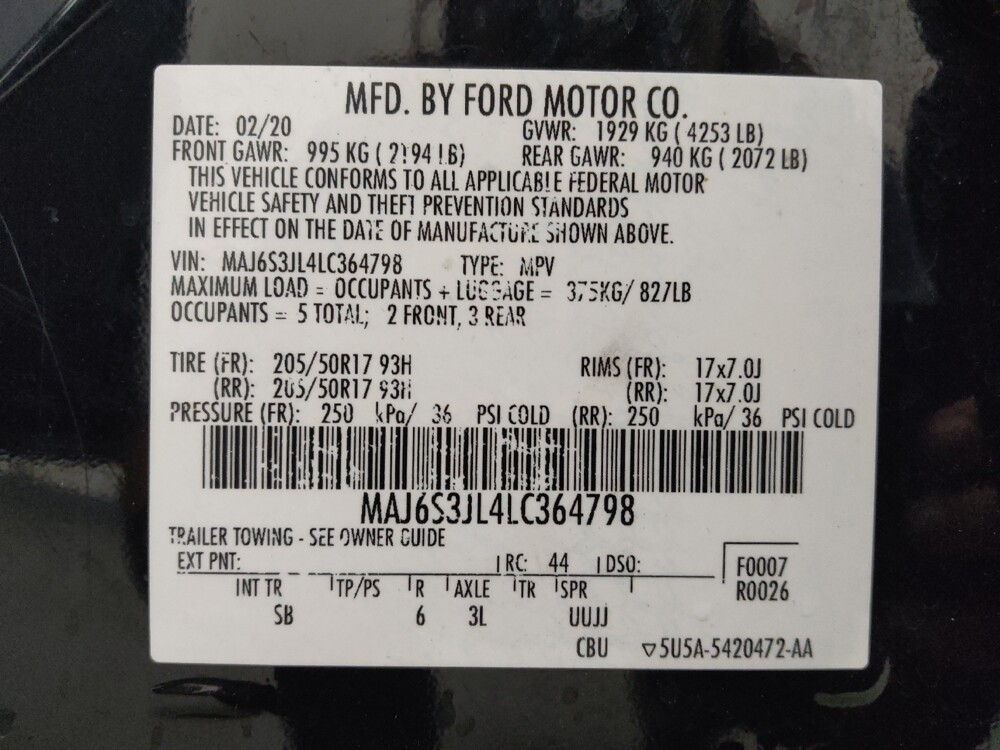 MFD. BY FORD MOTOR CO.
DATE: 02/20 GVWR: 1929 KG ( 4253 LB)
FRONT GAWR: 995 KG ( 2194 LB) REAR GAWR: 940 KG ( 2072 LB)
THIS VEHICLE CONFORMS TO ALL APPLICABLE FEDERAL MOTOR
VEHICLE SAFETY AND THEFT PREVENTION STANDARDS
IN EFFECT ON THE DATE OF MANUFACTURE SHOWN ABOVE.
VIN: MAJ6S3JL4LC364798 TYPE: MPV
MAXIMUM LOAD = OCCUPANTS + LUGGAGE = 375KG/ 827LB
OCCUPANTS = 5 TOTAL; 2 FRONT, 3 REAR
TIRE (FR): 205/50R17 93H RIMS (FR): 17x7.0J
(RR): 205/50R17 93H (RR): 17x7.0J
PRESSURE (FR): 250 kPa/ 36 PSI COLD (RR): 250 kPa/ 36 PSI COLD
MAJ6S3JL4LC364798
TRAILER TOWING - SEE OWNER GUIDE
EXT PNT: RC: 44 DSO: F0007
INT TR TP/PS R AXLE TR SPR R0026
SB 6 3L UUJJ
CBU ▽5U5A-5420472-AA